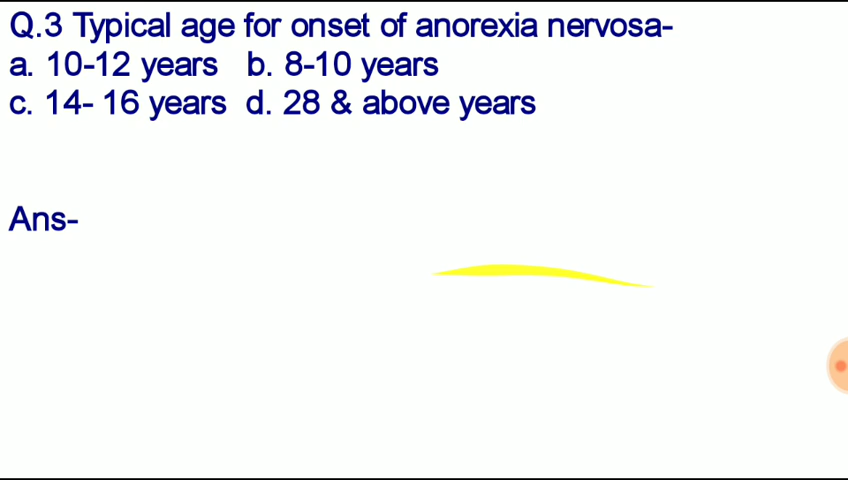 Q.3 Typical age for onset of anorexia nervosa-
a. 10-12 years b. 8-10 years
c. 14- 16 years d. 28 & above years
Ans-